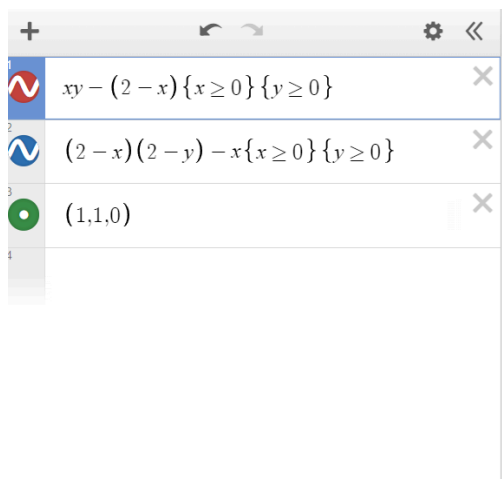 1
xy − (2 − x){x ≥ 0}{y ≥ 0}
2
(2 − x)(2 − y) − x{x ≥ 0}{y ≥ 0}
3
(1,1,0)
4